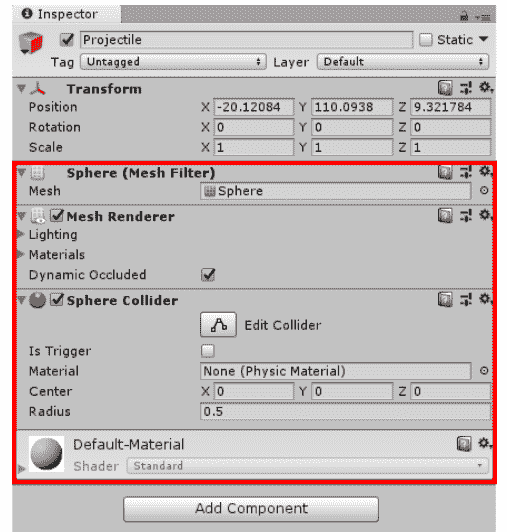 Inspector
Projectile Static
Tag Untagged Layer Default
Transform
Position X -20.12084 Y 110.0938 Z 9.321784
Rotation X 0 Y 0 Z 0
Scale X 1 Y 1 Z 1
Sphere (Mesh Filter)
Mesh Sphere
Mesh Renderer
Lighting
Materials
Dynamic Occluded
Sphere Collider
Edit Collider
Is Trigger
Material None (Physic Material)
Center X 0 Y 0 Z 0
Radius 0.5
Default-Material
Shader Standard
Add Component